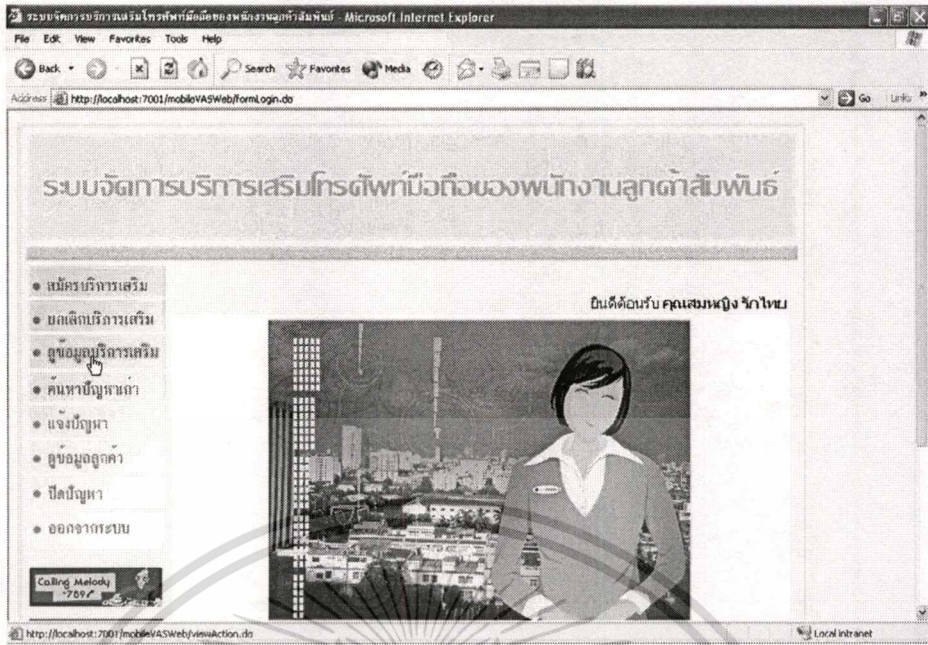 ระบบจัดการบริการเสริมโทรศัพท์มือถือของพนักงานลูกค้าสัมพันธ์ - Microsoft Internet Explorer
File Edit View Favorites Tools Help
Back Search Favorites Media
Address http://localhost:7001/mobileVASWeb/formLogin.do Go Links »
ระบบจัดการบริการเสริมโทรศัพท์มือถือของพนักงานลูกค้าสัมพันธ์
ยินดีต้อนรับ คุณสมหญิง รักไทย
สมัครบริการเสริม
ยกเลิกบริการเสริม
ดูข้อมูลบริการเสริม
ค้นหาปัญหาเก่า
แจ้งปัญหา
ดูข้อมูลลูกค้า
ปิดปัญหา
ออกจากระบบ
Calling Melody
*789
http://localhost:7001/mobileVASWeb/viewAction.do Local intranet